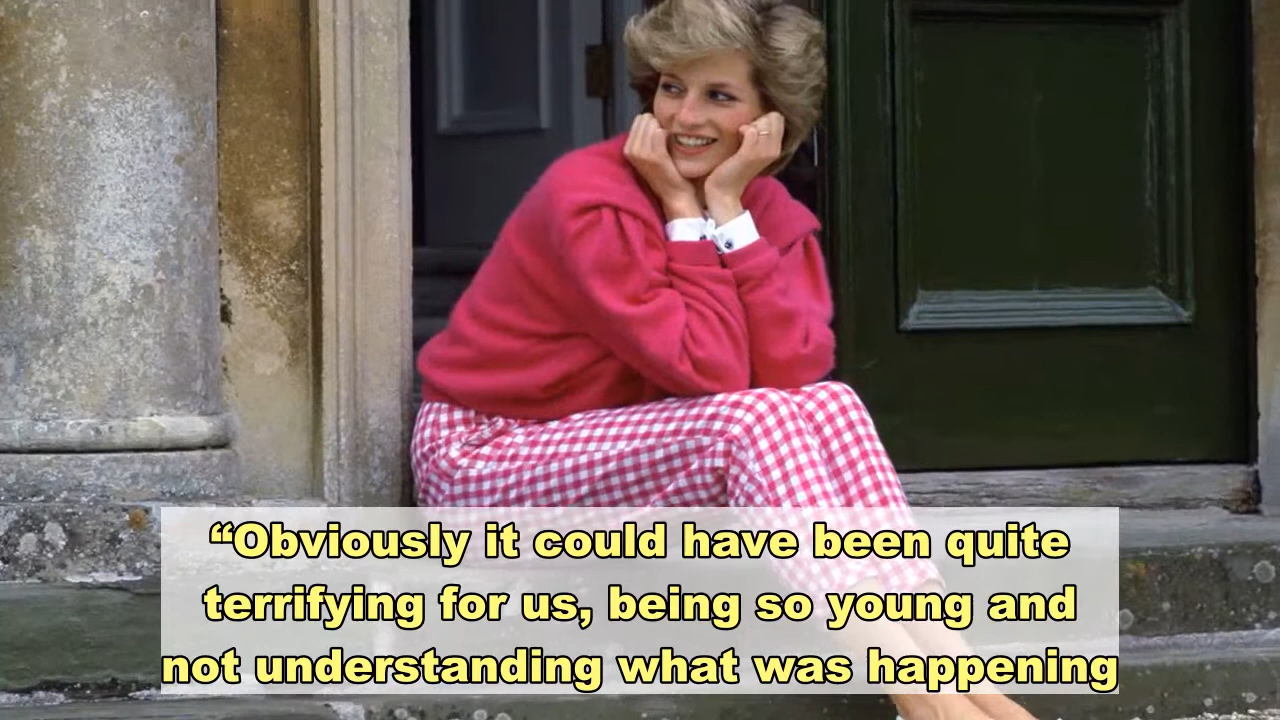 “Obviously it could have been quite
terrifying for us, being so young and
not understanding what was happening